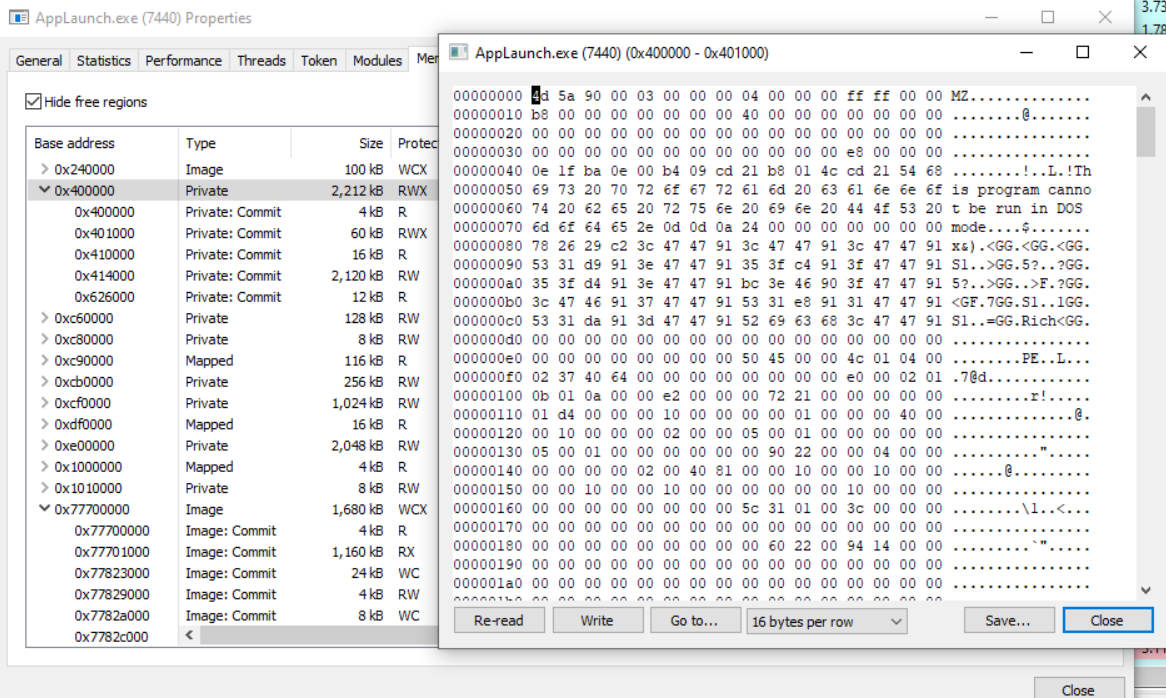 AppLaunch.exe (7440) Properties
3.73
1.78
General Statistics Performance Threads Token Modules
AppLaunch.exe (7440) (0x400000 - 0x401000)
Hide free regions
Base address Type Size
0x240000 Image 100 kB WCX
0x400000 Private 2,212 kB RWX
0x400000 Private: Commit 4 kB R
0x401000 Private: Commit 60 kB RWX
0x410000 Private: Commit 16 kB R
0x414000 Private: Commit 2,120 kB RW
0x626000 Private: Commit 12 kB R
0xc60000 Private 128 kB RW
0xc80000 Private 8 kB RW
0xc90000 Mapped 116 kB R
0xcb0000 Private 256 kB RW
0xcf0000 Private 1,024 kB RW
0xdf0000 Mapped 16 kB R
0xe00000 Private 2,048 kB RW
0x1000000 Mapped 4 kB R
0x1010000 Private 8 kB RW
0x77700000 Image 1,680 kB WCX
0x77700000 Image: Commit 4 kB R
0x77701000 Image: Commit 1,160 kB RX
0x77823000 Image: Commit 24 kB WC
0x77829000 Image: Commit 4 kB RW
0x7782a000 Image: Commit 8 kB WC
0x7782c000
00000000 4d 5a 90 00 03 00 00 00 04 00 00 00 ff ff 00 00 MZ..............
00000010 b8 00 00 00 00 00 00 00 40 00 00 00 00 00 00 00 ........@.......
00000020 00 00 00 00 00 00 00 00 00 00 00 00 00 00 00 00 ................
00000030 00 00 00 00 00 00 00 00 00 00 00 00 e8 00 00 00 ................
00000040 0e 1f ba 0e 00 b4 09 cd 21 b8 01 4c cd 21 54 68 ........!..L.!Th
00000050 69 73 20 70 72 6f 67 72 61 6d 20 63 61 6e 6e 6f is program canno
00000060 74 20 62 65 20 72 75 6e 20 69 6e 20 44 4f 53 20 t be run in DOS
00000070 6d 6f 64 65 2e 0d 0d 0a 24 00 00 00 00 00 00 00 mode....$.......
00000080 78 26 29 c2 3c 47 47 91 3c 47 47 91 3c 47 47 91 x&).<GG.<GG.<GG.
00000090 53 31 d9 91 3e 47 47 91 35 3f c4 91 3f 47 47 91 S1..>GG.5?..?GG.
000000a0 35 3f d4 91 3e 47 47 91 bc 3e 46 90 3f 47 47 91 5?..>GG..>F.?GG.
000000b0 3c 47 46 91 37 47 47 91 53 31 e8 91 31 47 47 91 <GF.7GG.S1..1GG.
000000c0 53 31 da 91 3d 47 47 91 52 69 63 68 3c 47 47 91 S1..=GG.Rich<GG.
000000d0 00 00 00 00 00 00 00 00 00 00 00 00 00 00 00 00 ................
000000e0 00 00 00 00 00 00 00 00 50 45 00 00 4c 01 04 00 ........PE..L...
000000f0 02 37 40 64 00 00 00 00 00 00 00 00 e0 00 02 01 .7@d............
00000100 0b 01 0a 00 00 e2 00 00 00 00 72 21 00 00 00 00 ..........r!....
00000110 01 d4 00 00 00 10 00 00 00 00 01 00 00 00 40 00 ..............@.
00000120 00 10 00 00 00 02 00 00 05 00 01 00 00 00 00 00 ................
00000130 05 00 01 00 00 00 00 00 00 90 22 00 00 04 00 00 ..........".....
00000140 00 00 00 00 02 00 40 81 00 00 10 00 00 10 00 00 ......@.........
00000150 00 00 10 00 00 10 00 00 00 00 00 00 10 00 00 00 ................
00000160 00 00 00 00 00 00 00 00 5c 31 01 00 3c 00 00 00 ........\1..<...
00000170 00 00 00 00 00 00 00 00 00 00 00 00 00 00 00 00 ................
00000180 00 00 00 00 00 00 00 00 00 60 22 00 94 14 00 00 .........`".....
00000190 00 00 00 00 00 00 00 00 00 00 00 00 00 00 00 00 ................
000001a0 00 00 00 00 00 00 00 00 00 00 00 00 00 00 00 00 ................
Re-read Write Go to... 16 bytes per row Save... Close
Close